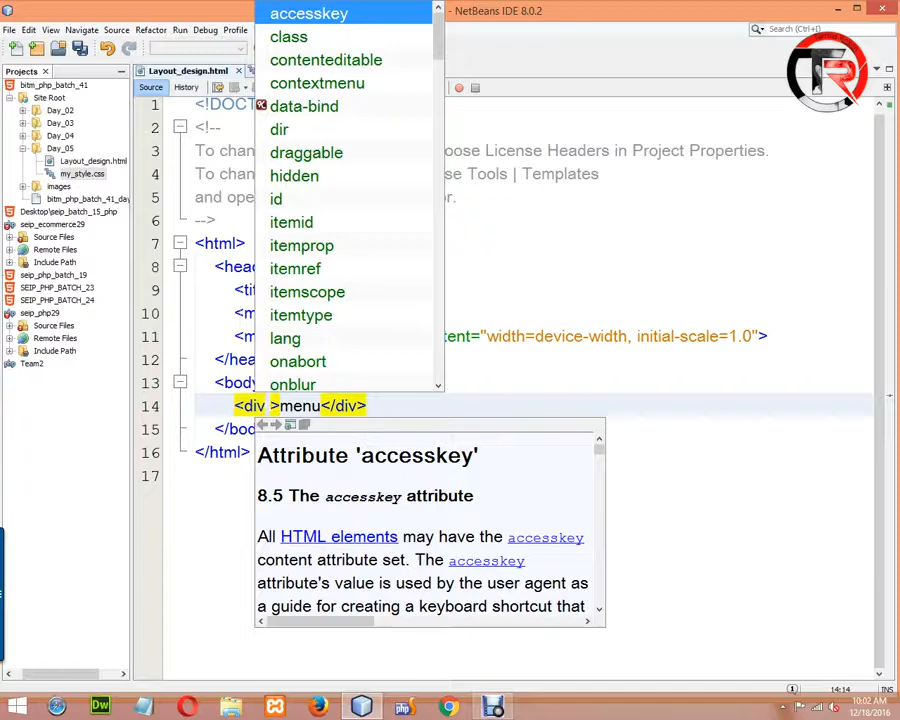 - NetBeans IDE 8.0.2
File Edit View Navigate Source Refactor Run Debug Profile
Search (Ctrl+I)
Projects
Layout_design.html
Source History
bitm_php_batch_41
Site Root
Day_02
Day_03
Day_04
Day_05
Layout_design.html
my_style.css
images
bitm_php_batch_41_day
Desktop\seip_batch_15_php
seip_ecommerce29
Source Files
Remote Files
Include Path
seip_php_batch_19
SEIP_PHP_BATCH_23
SEIP_PHP_BATCH_24
seip_php29
Source Files
Remote Files
Include Path
Team2
accesskey
class
contenteditable
contextmenu
data-bind
dir
draggable
hidden
id
itemid
itemprop
itemref
itemscope
itemtype
lang
onabort
onblur
1 <!DOCT
2 <!--
3 To chan oose License Headers in Project Properties.
4 To chan se Tools | Templates
5 and ope or.
6 -->
7 <html>
8 <hea
9 <tit
10 <m
11 <m tent="width=device-width, initial-scale=1.0">
12 </hea
13 <body
14 <div >menu</div>
15 </bod
16 </html>
17
Attribute 'accesskey'
8.5 The accesskey attribute
All HTML elements may have the accesskey
content attribute set. The accesskey
attribute's value is used by the user agent as
a guide for creating a keyboard shortcut that
TR
1
14:14
INS
Dw
php
10:02 AM
12/18/2016